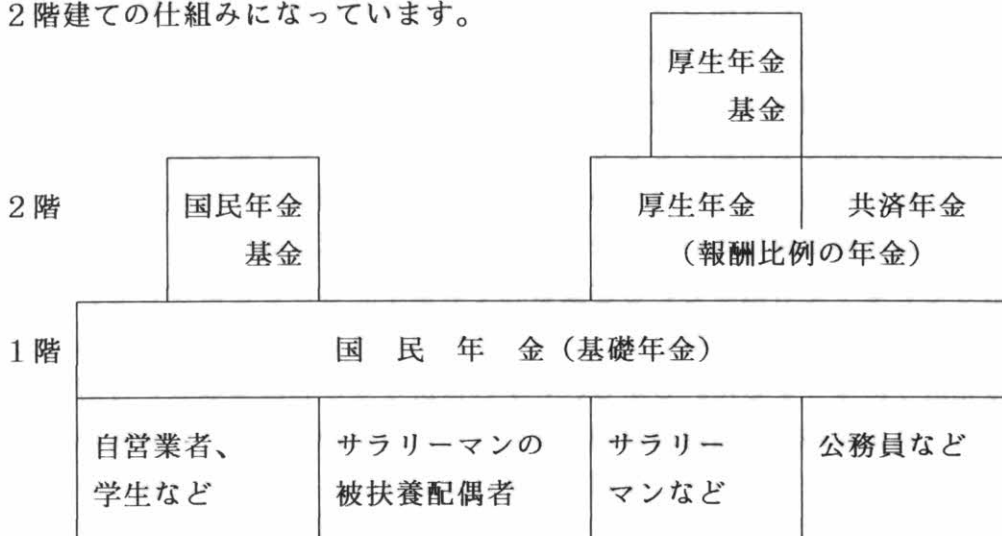 ２階建ての仕組みになっています。
厚生年金
基金
２階
国民年金
基金
厚生年金
共済年金
（報酬比例の年金）
１階
国　民　年　金（基礎年金）
自営業者、
学生など
サラリーマンの
被扶養配偶者
サラリー
マンなど
公務員など